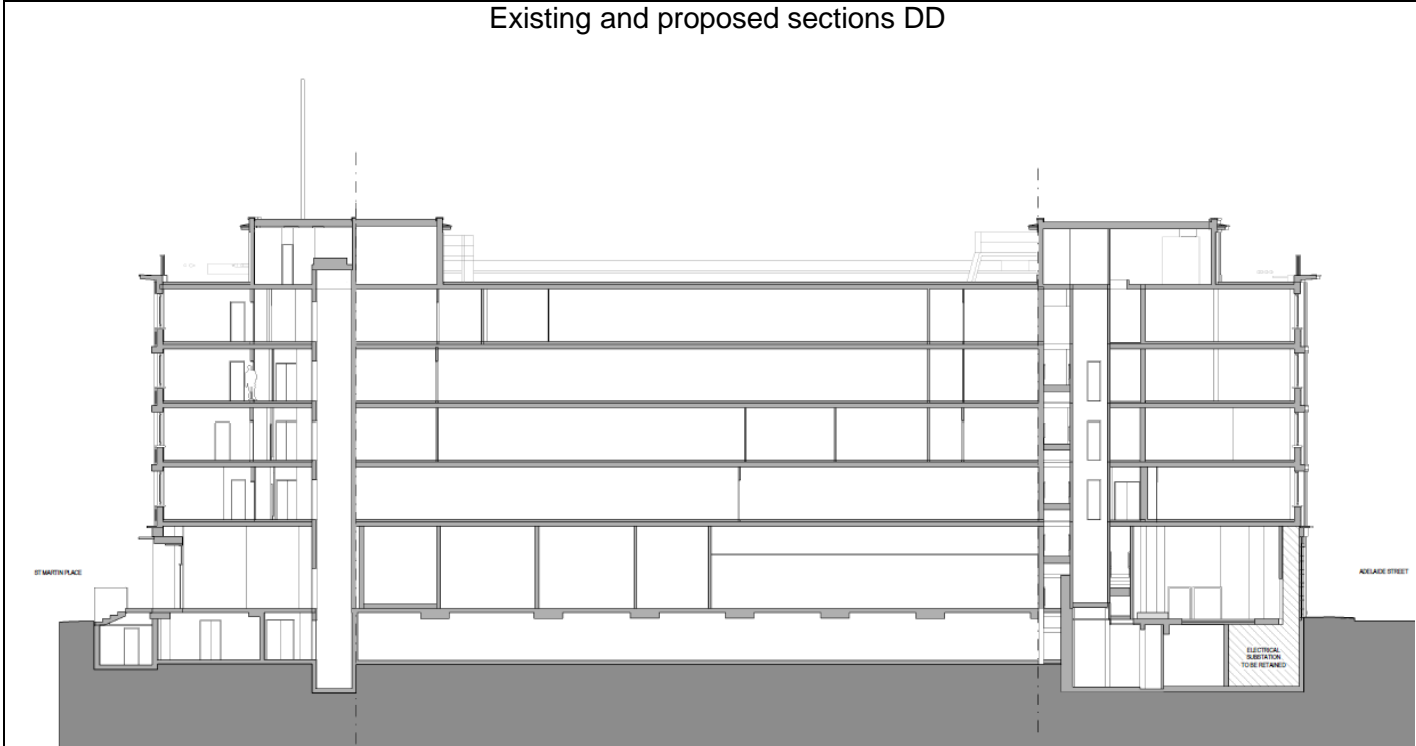 Existing and proposed sections DD
ST MARTIN PLACE
ADELAIDE STREET
ELECTRICAL
SUBSTATION
TO BE RETAINED